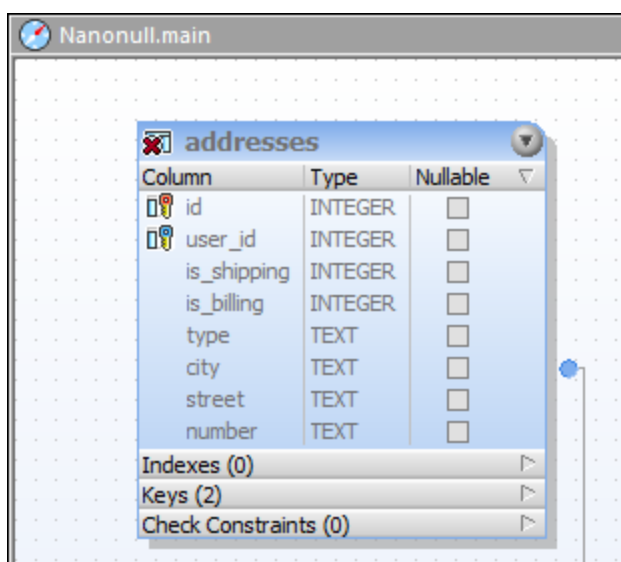 Nanonull.main
addresses
Column Type Nullable
id INTEGER
user_id INTEGER
is_shipping INTEGER
is_billing INTEGER
type TEXT
city TEXT
street TEXT
number TEXT
Indexes (0)
Keys (2)
Check Constraints (0)